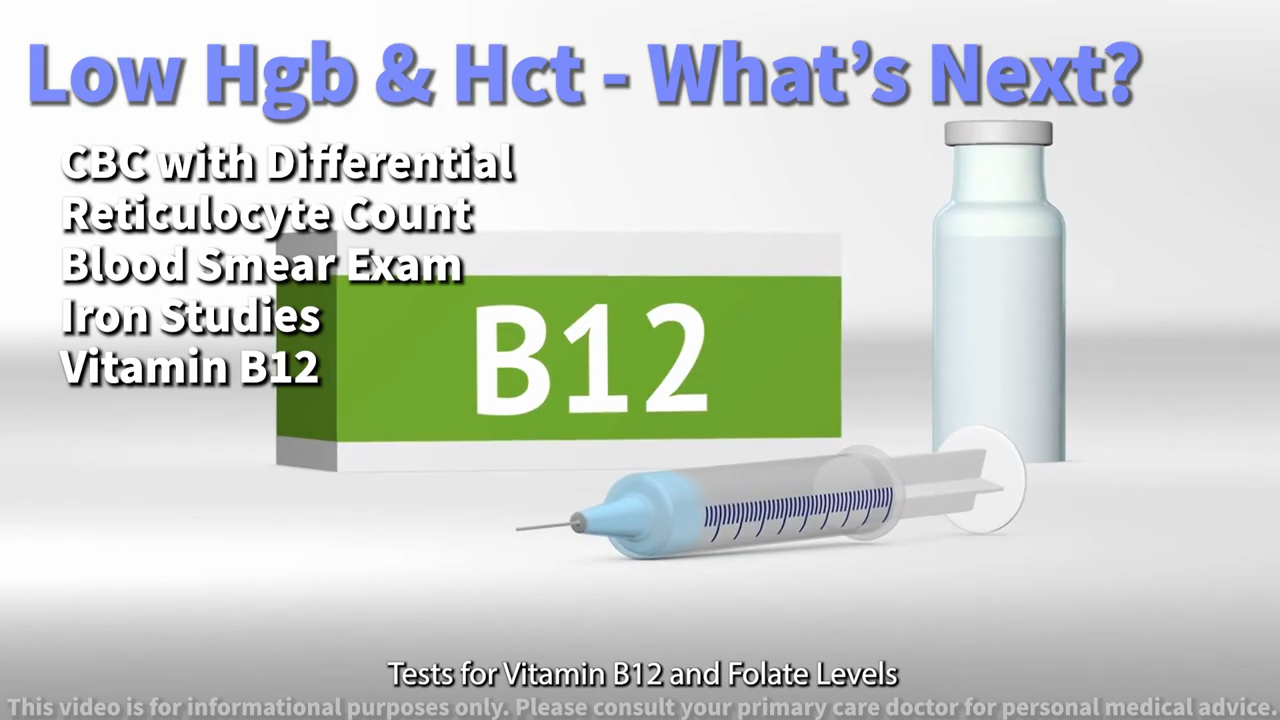 Low Hgb & Hct - What's Next?
CBC with Differential
Reticulocyte Count
Blood Smear Exam
Iron Studies
Vitamin B12
B12
Tests for Vitamin B12 and Folate Levels
This video is for informational purposes only. Please consult your primary care doctor for personal medical advice.